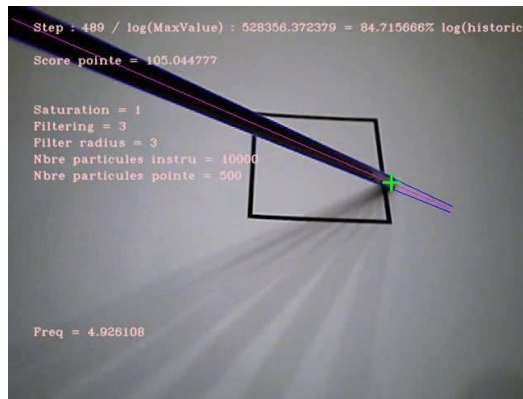 Step : 489 / log(MaxValue) : 528356.372379 = 84.715666% log(historic
Score pointe = 105.044777
Saturation = 1
Filtering = 3
Filter radius = 3
Nbre particules instru = 10000
Nbre particules pointe = 500
Freq = 4.926108